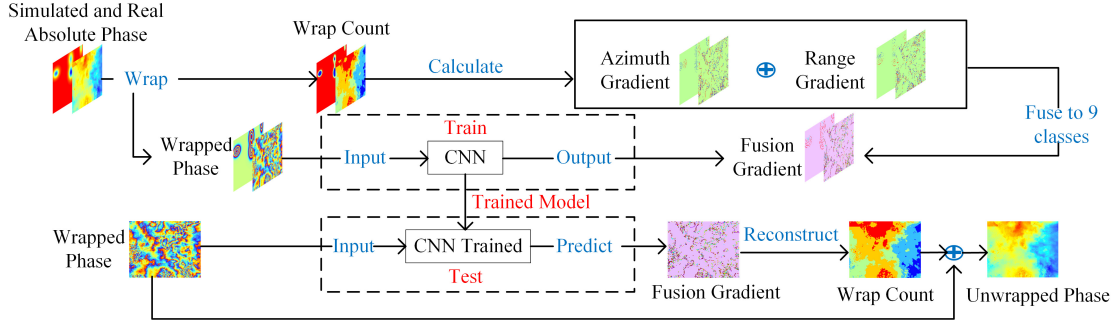 Simulated and Real
Absolute Phase
Wrap
Wrap Count
Calculate
Azimuth
Gradient
Range
Gradient
Fuse to 9
classes
Wrapped
Phase
Train
Input
CNN
Output
Fusion
Gradient
Trained Model
Wrapped
Phase
Input
CNN Trained
Predict
Test
Fusion Gradient
Reconstruct
Wrap Count
Unwrapped Phase